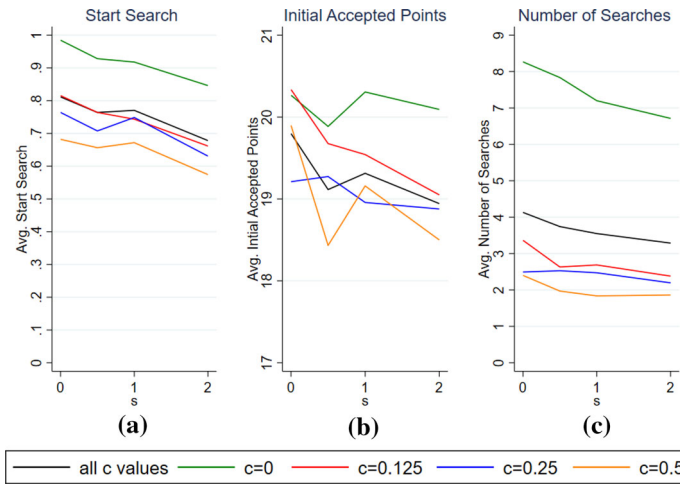 Start Search
Initial Accepted Points
Number of Searches
Avg. Start Search
0
.1
.2
.3
.4
.5
.6
.7
.8
.9
1
0
1
2
s
(a)
Avg. Intial Accepted Points
17
18
19
20
21
0
1
2
s
(b)
Avg. Number of Searches
0
1
2
3
4
5
6
7
8
9
0
1
2
s
(c)
all c values c=0 c=0.125 c=0.25 c=0.5